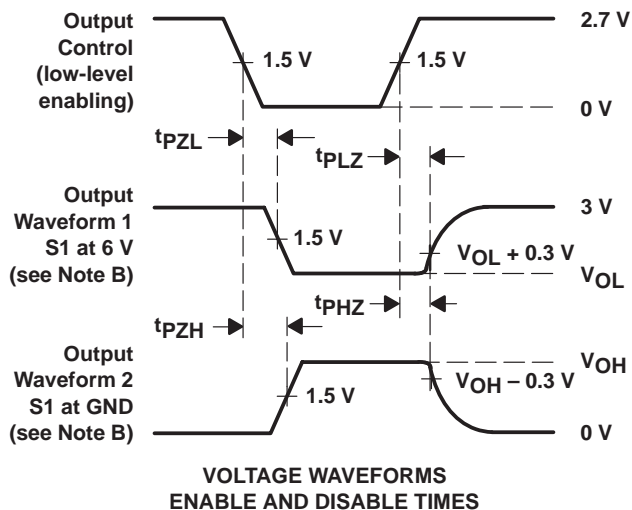 Output
Control
(low-level
enabling)
1.5 V
1.5 V
2.7 V
0 V
tPZL
tPLZ
Output
Waveform 1
S1 at 6 V
(see Note B)
1.5 V
3 V
VOL + 0.3 V
VOL
tPZH
tPHZ
Output
Waveform 2
S1 at GND
(see Note B)
1.5 V
VOH
VOH – 0.3 V
0 V
VOLTAGE WAVEFORMS
ENABLE AND DISABLE TIMES